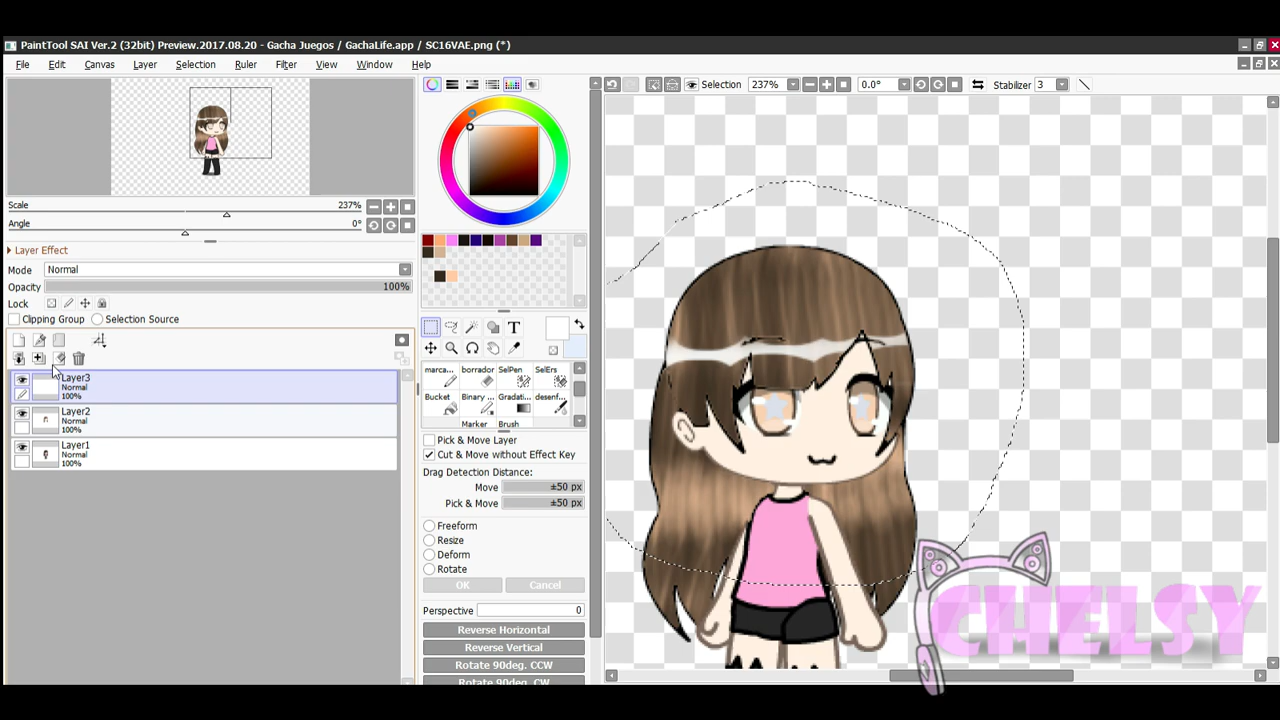 PaintTool SAI Ver.2 (32bit) Preview.2017.08.20 - Gacha Juegos / GachaLife.app / SC16VAE.png (*)
File Edit Canvas Layer Selection Ruler Filter View Window Help
Selection 237% 0.0° Stabilizer 3
Scale 237%
Angle 0°
Layer Effect
Mode Normal
Opacity 100%
Lock
Clipping Group Selection Source
Layer3
Normal
100%
Layer2
Normal
100%
Layer1
Normal
100%
T
marca... borrador SelPen SelErs
Bucket Binary ... Gradati... desenf...
Marker Brush
Pick & Move Layer
Cut & Move without Effect Key
Drag Detection Distance:
Move ±50 px
Pick & Move ±50 px
Freeform
Resize
Deform
Rotate
OK Cancel
Perspective 0
Reverse Horizontal
Reverse Vertical
Rotate 90deg. CCW
Rotate 90deg. CW
CHELSY